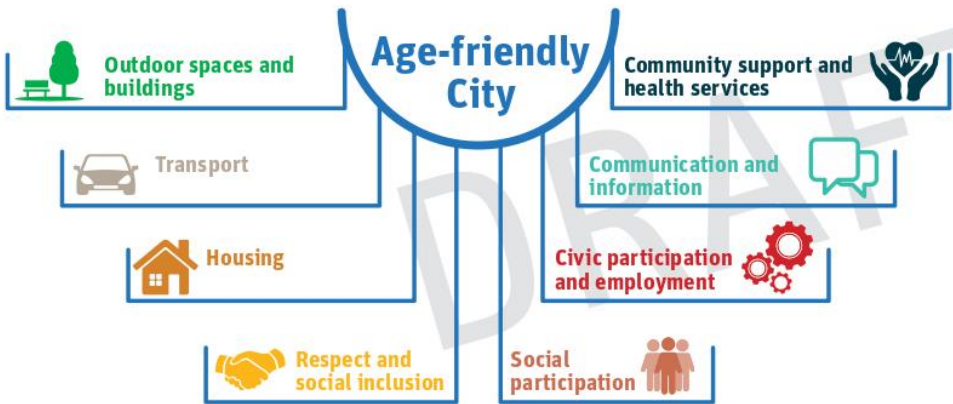 Age-friendly
City
Outdoor spaces and
buildings
Community support and
health services
Transport
Communication and
information
Housing
Civic participation
and employment
Respect and
social inclusion
Social
participation
DRAF